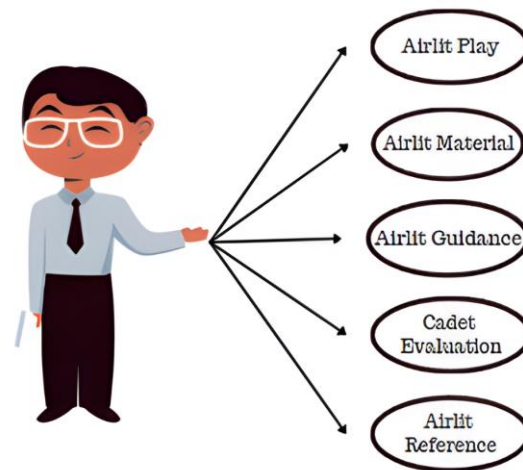 Airlit Play
Airlit Material
Airlit Guidance
Cadet
Evaluation
Airlit
Reference